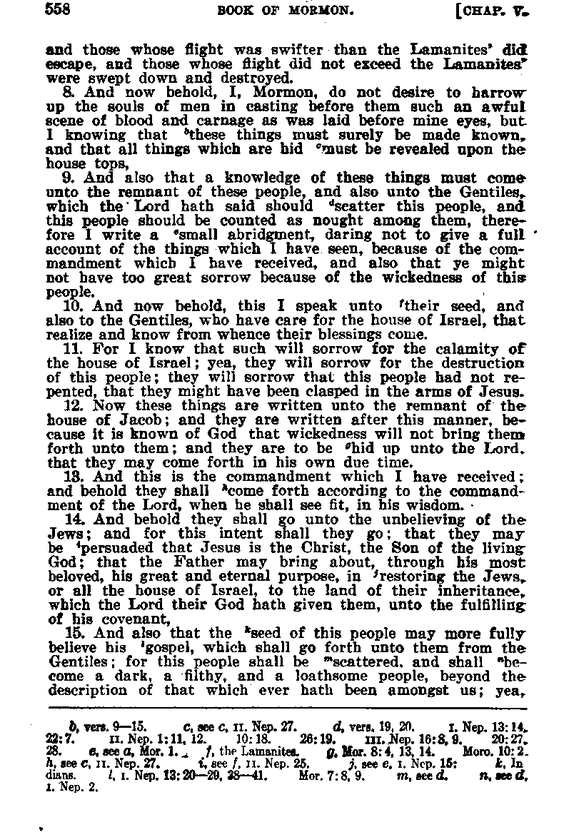 558 BOOK OF MORMON. [CHAP. V.
and those whose flight was swifter than the Lamanites' did
escape, and those whose flight did not exceed the Lamanites'
were swept down and destroyed.
8. And now behold, I, Mormon, do not desire to harrow
up the souls of men in casting before them such an awful
scene of blood and carnage as was laid before mine eyes, but
I knowing that ᵇthese things must surely be made known,
and that all things which are hid ᶜmust be revealed upon the
house tops,
9. And also that a knowledge of these things must come
unto the remnant of these people, and also unto the Gentiles,
which the Lord hath said should ᵈscatter this people, and
this people should be counted as nought among them, there-
fore I write a ᵉsmall abridgment, daring not to give a full
account of the things which I have seen, because of the com-
mandment which I have received, and also that ye might
not have too great sorrow because of the wickedness of this
people.
10. And now behold, this I speak unto ᶠtheir seed, and
also to the Gentiles, who have care for the house of Israel, that
realize and know from whence their blessings come.
11. For I know that such will sorrow for the calamity of
the house of Israel; yea, they will sorrow for the destruction
of this people; they will sorrow that this people had not re-
pented, that they might have been clasped in the arms of Jesus.
12. Now these things are written unto the remnant of the
house of Jacob; and they are written after this manner, be-
cause it is known of God that wickedness will not bring them
forth unto them; and they are to be ᵍhid up unto the Lord.
that they may come forth in his own due time.
13. And this is the commandment which I have received;
and behold they shall ʰcome forth according to the command-
ment of the Lord, when he shall see fit, in his wisdom.
14. And behold they shall go unto the unbelieving of the
Jews; and for this intent shall they go; that they may
be ⁱpersuaded that Jesus is the Christ, the Son of the living
God; that the Father may bring about, through his most
beloved, his great and eternal purpose, in ʲrestoring the Jews,
or all the house of Israel, to the land of their inheritance,
which the Lord their God hath given them, unto the fulfilling
of his covenant,
15. And also that the ᵏseed of this people may more fully
believe his ˡgospel, which shall go forth unto them from the
Gentiles; for this people shall be ᵐscattered, and shall ⁿbe-
come a dark, a filthy, and a loathsome people, beyond the
description of that which ever hath been amongst us; yea,
b, vers. 9—15. c, see c, II. Nep. 27. d, vers. 19, 20. I. Nep. 13:14.
22:7. II. Nep. 1:11, 12. 10:18. 26:19. III. Nep. 16:8, 9. 20:27,
28. e, see a, Mor. 1. f, the Lamanites. g, Mor. 8:4, 13, 14. Moro. 10:2.
h, see c, II. Nep. 27. i, see f, II. Nep. 25. j, see e, I. Nep. 15: k, In
dians. l, I. Nep. 13:20—29, 38—41. Mor. 7:8, 9. m, see d. n, see d,
I. Nep. 2.